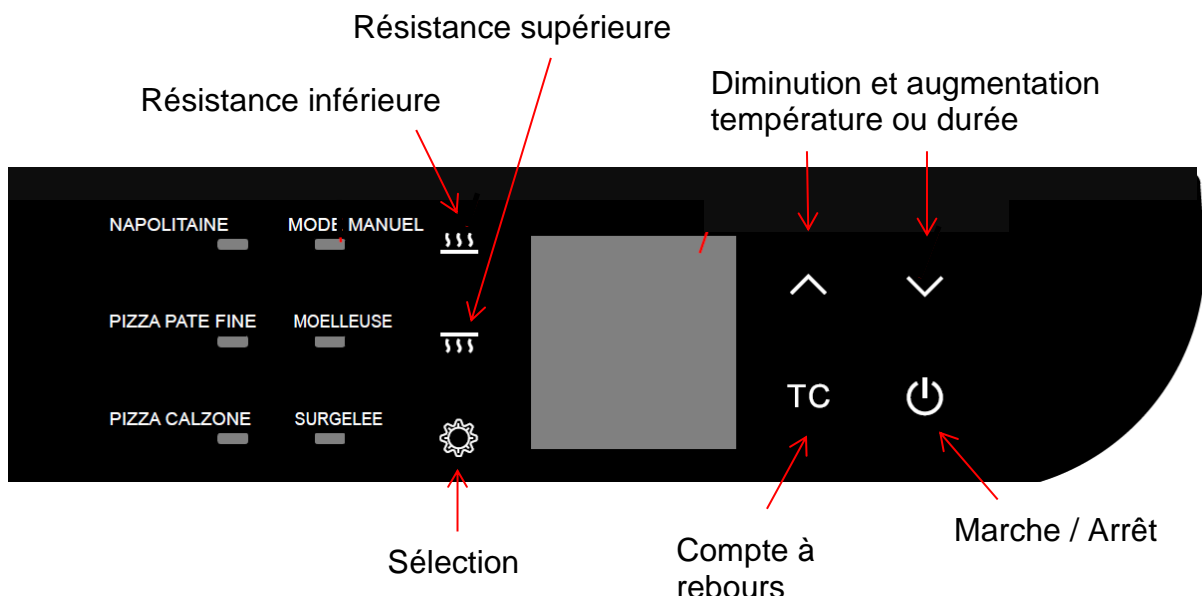 Résistance supérieure
Résistance inférieure
Diminution et augmentation
température ou durée
NAPOLITAINE
MODE MANUEL
PIZZA PATE FINE
MOELLEUSE
PIZZA CALZONE
SURGELEE
TC
Sélection
Compte à
rebours
Marche / Arrêt